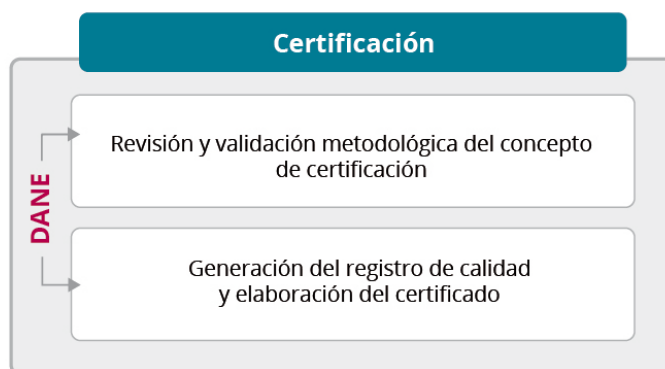 Certificación
DANE
Revisión y validación metodológica del concepto
de certificación
Generación del registro de calidad
y elaboración del certificado